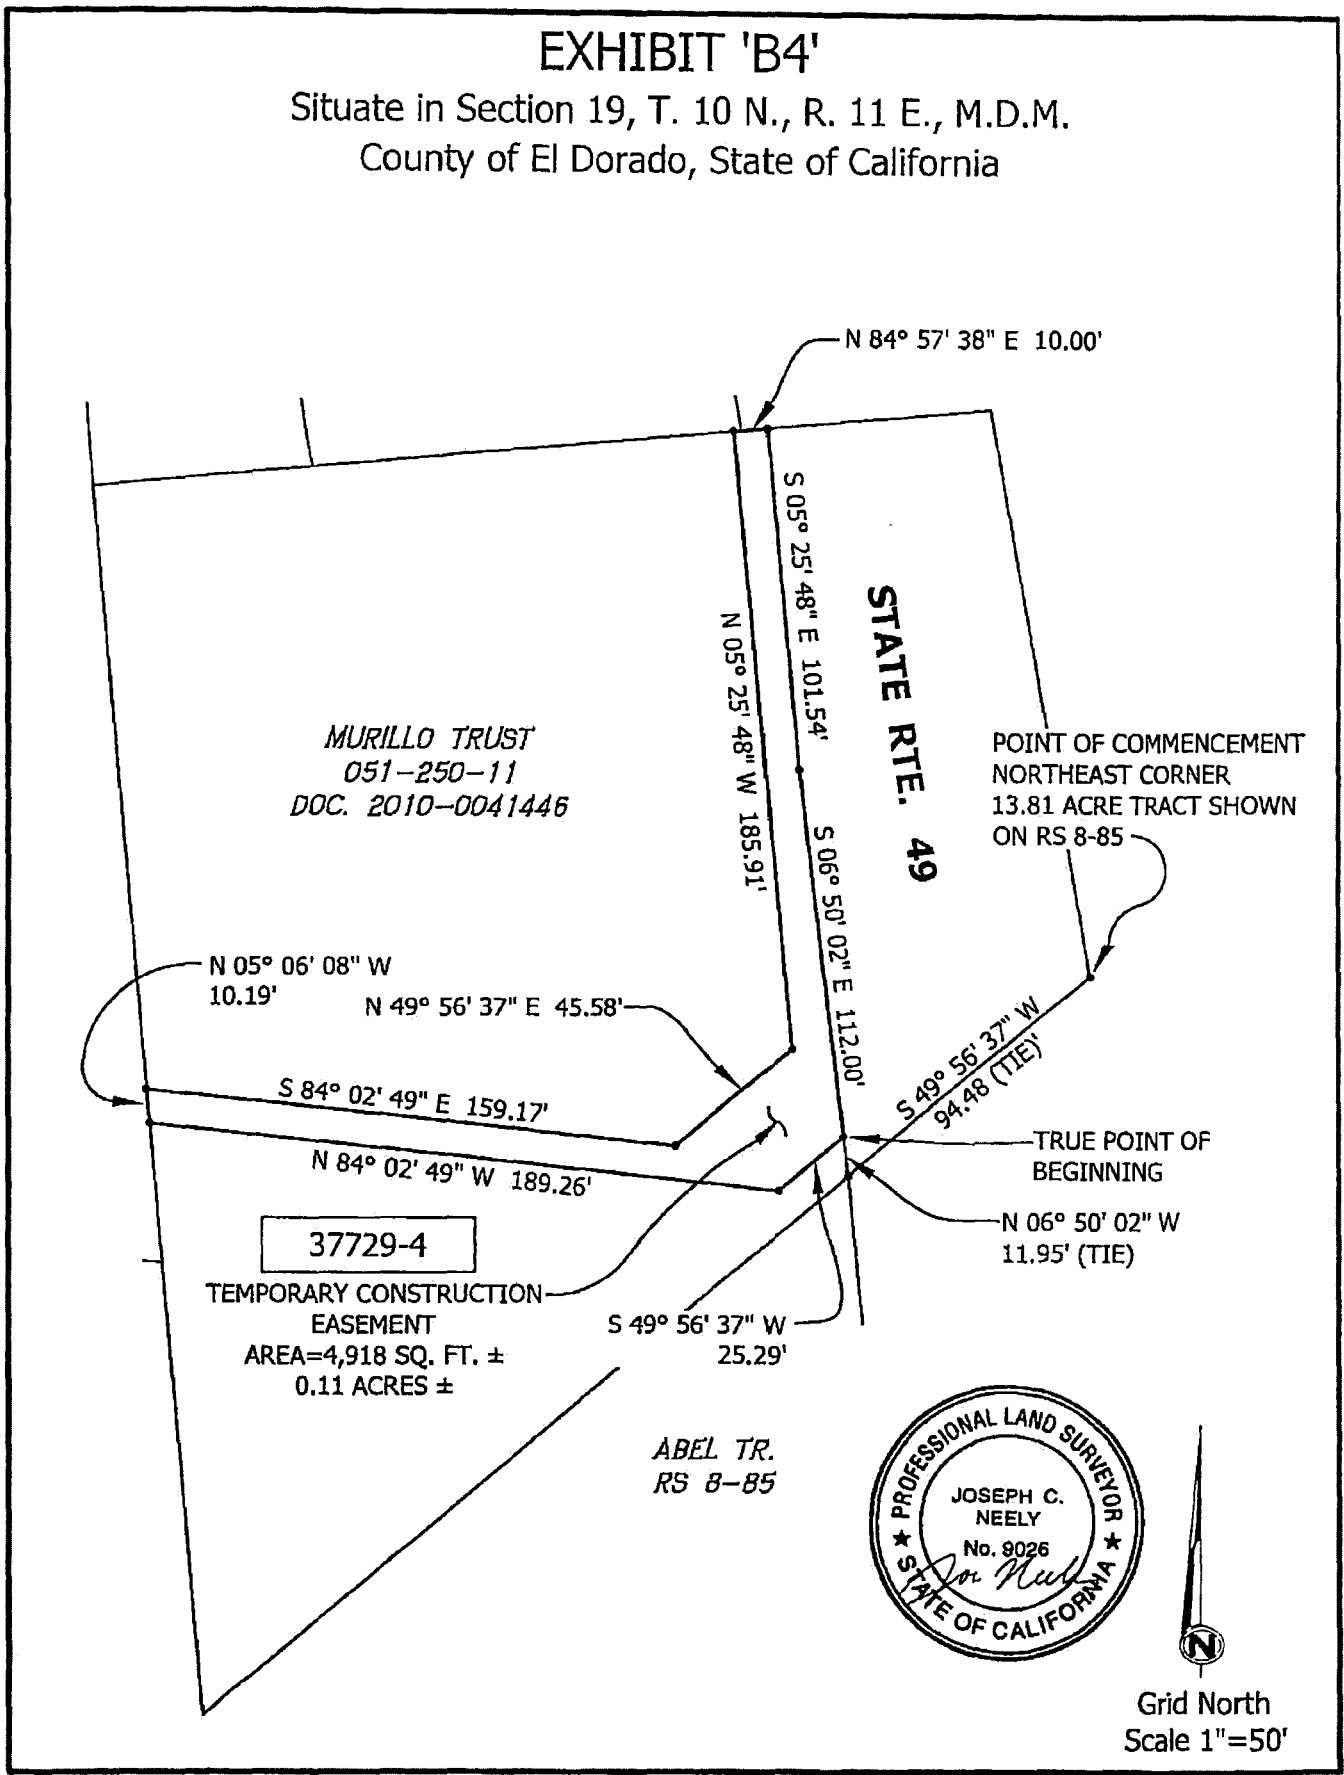 EXHIBIT 'B4'
Situate in Section 19, T. 10 N., R. 11 E., M.D.M.
County of El Dorado, State of California
N 84° 57' 38" E 10.00'
S 05° 25' 48" E 101.54'
STATE RTE. 49
N 05° 25' 48" W 185.91'
MURILLO TRUST
051-250-11
DOC. 2010-0041446
POINT OF COMMENCEMENT
NORTHEAST CORNER
13.81 ACRE TRACT SHOWN
ON RS 8-85
S 06° 50' 02" E 112.00'
N 05° 06' 08" W
10.19'
N 49° 56' 37" E 45.58'
S 49° 56' 37" W
94.48 (TIE)'
S 84° 02' 49" E 159.17'
N 84° 02' 49" W 189.26'
TRUE POINT OF
BEGINNING
N 06° 50' 02" W
11.95' (TIE)
37729-4
TEMPORARY CONSTRUCTION
EASEMENT
AREA=4,918 SQ. FT. ±
0.11 ACRES ±
S 49° 56' 37" W
25.29'
ABEL TR.
RS 8-85
PROFESSIONAL LAND SURVEYOR
JOSEPH C.
NEELY
No. 9026
Joe Neely
STATE OF CALIFORNIA
N
Grid North
Scale 1"=50'